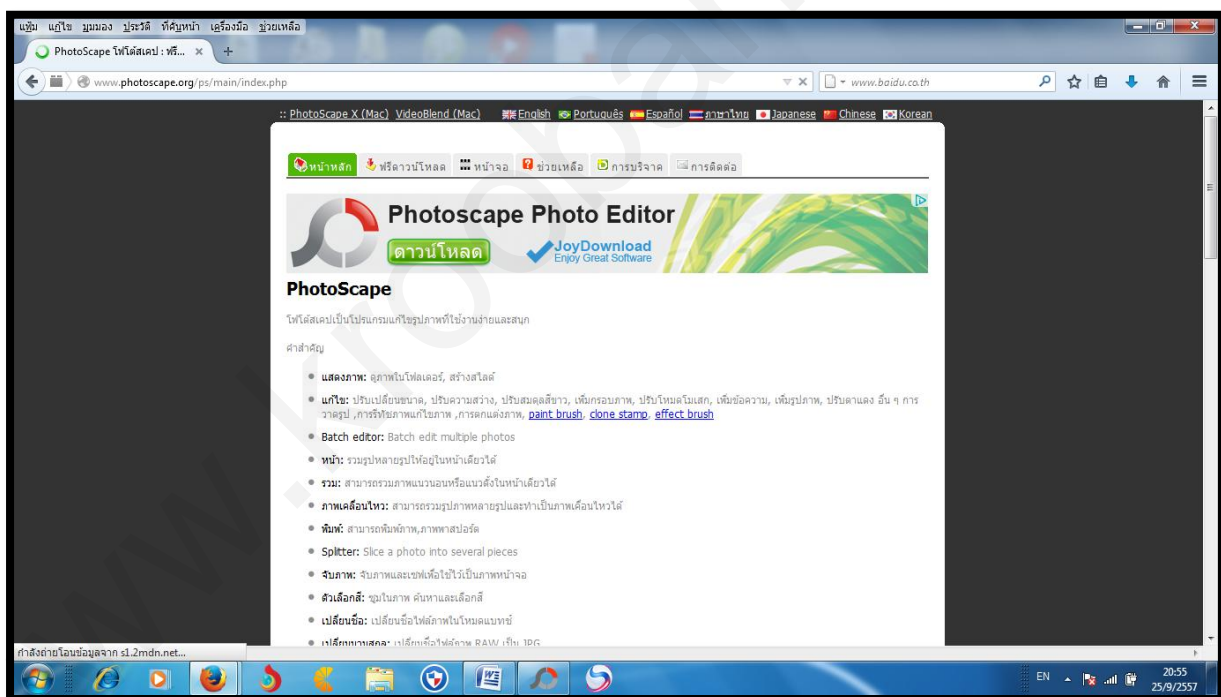 แฟ้ม แก้ไข มุมมอง ประวัติ ที่คั่นหน้า เครื่องมือ ช่วยเหลือ
PhotoScape โฟโต้สเคป : ฟรี...
www.photoscape.org/ps/main/index.php
www.baidu.co.th
:: PhotoScape X (Mac) VideoBlend (Mac) English Português Español ภาษาไทย Japanese Chinese Korean
หน้าหลัก ฟรีดาวน์โหลด หน้าจอ ช่วยเหลือ การบริจาค การติดต่อ
Photoscape Photo Editor
ดาวน์โหลด JoyDownload
Enjoy Great Software
PhotoScape
โฟโต้สเคปเป็นโปรแกรมแก้ไขรูปภาพที่ใช้งานง่ายและสนุก
คำสำคัญ
แสดงภาพ: ดูภาพในโฟลเดอร์, สร้างสไลด์
แก้ไข: ปรับเปลี่ยนขนาด, ปรับความสว่าง, ปรับสมดุลสีขาว, เพิ่มกรอบภาพ, ปรับโหมดโมเสก, เพิ่มข้อความ, เพิ่มรูปภาพ, ปรับตาแดง อื่น ๆ การ
วาดรูป ,การรีทัชภาพแก้ไขภาพ ,การตกแต่งภาพ, paint brush, clone stamp, effect brush
Batch editor: Batch edit multiple photos
หน้า: รวมรูปหลายรูปให้อยู่ในหน้าเดียวได้
รวม: สามารถรวมภาพแนวนอนหรือแนวตั้งในหน้าเดียวได้
ภาพเคลื่อนไหว: สามารถรวมรูปภาพหลายรูปและทำเป็นภาพเคือนไหวได้
พิมพ์: สามารถพิมพ์ภาพ,ภาพพาสปอร์ต
Splitter: Slice a photo into several pieces
จับภาพ: จับภาพและเซฟเพื่อใช้ไว้เป็นภาพหน้าจอ
ตัวเลือกสี: ซุมในภาพ ค้นหาและเลือกสี
เปลี่ยนชื่อ: เปลี่ยนชื่อไฟล์ภาพในโหมดแบทช์
เปลี่ยนนามสกุล: เปลี่ยนชื่อไฟล์ภาพ RAW เป็น JPG
กำลังถ่ายโอนข้อมูลจาก s1.2mdn.net...
EN
20:55
25/9/2557